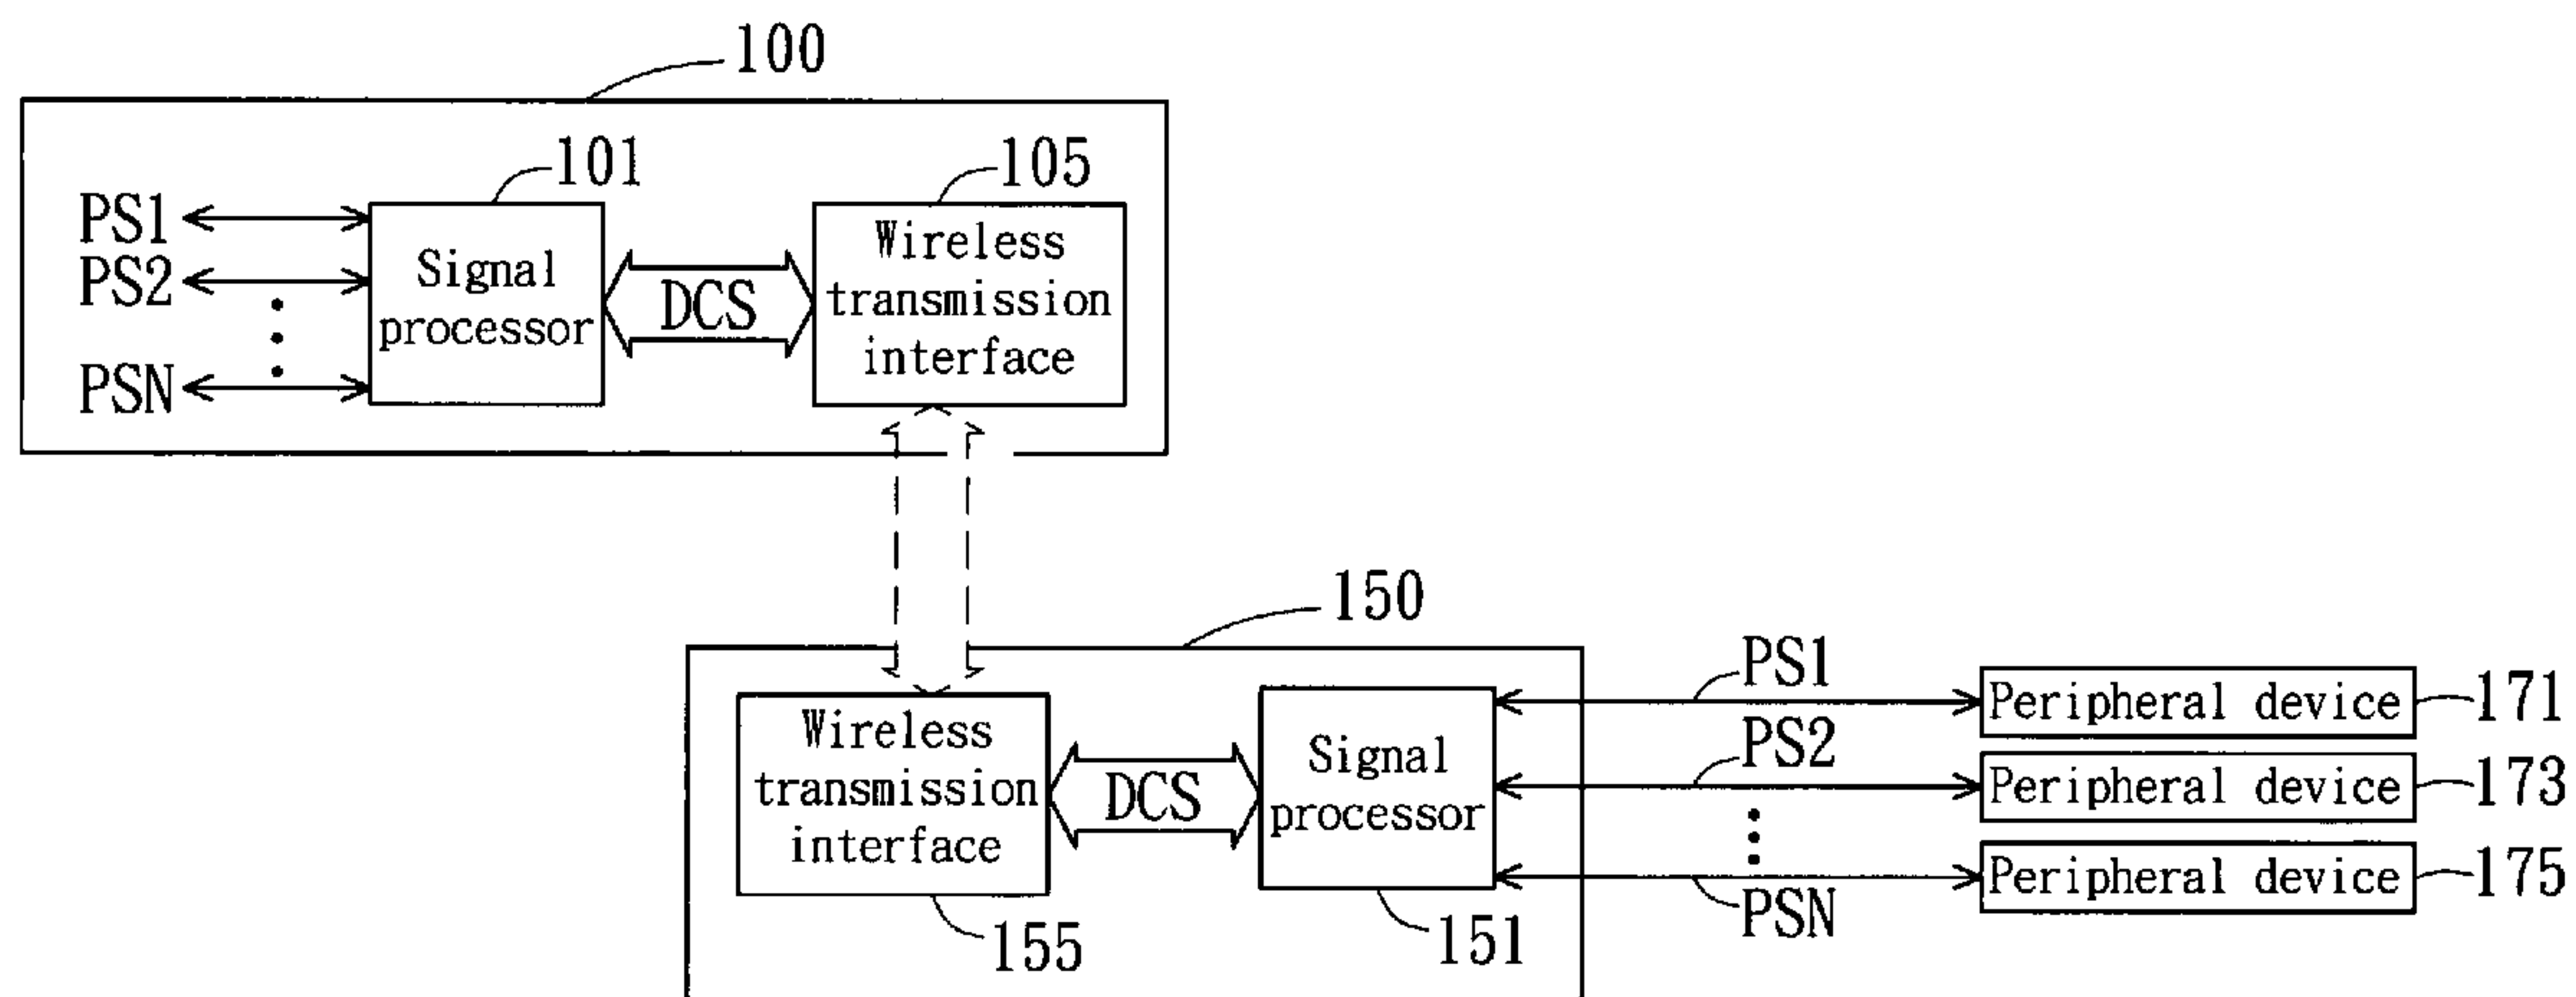 100
101
105
PS1
PS2
PSN
Signal
processor
DCS
Wireless
transmission
interface
150
Wireless
transmission
interface
DCS
Signal
processor
155
151
PS1
PS2
PSN
Peripheral device
171
Peripheral device
173
Peripheral device
175